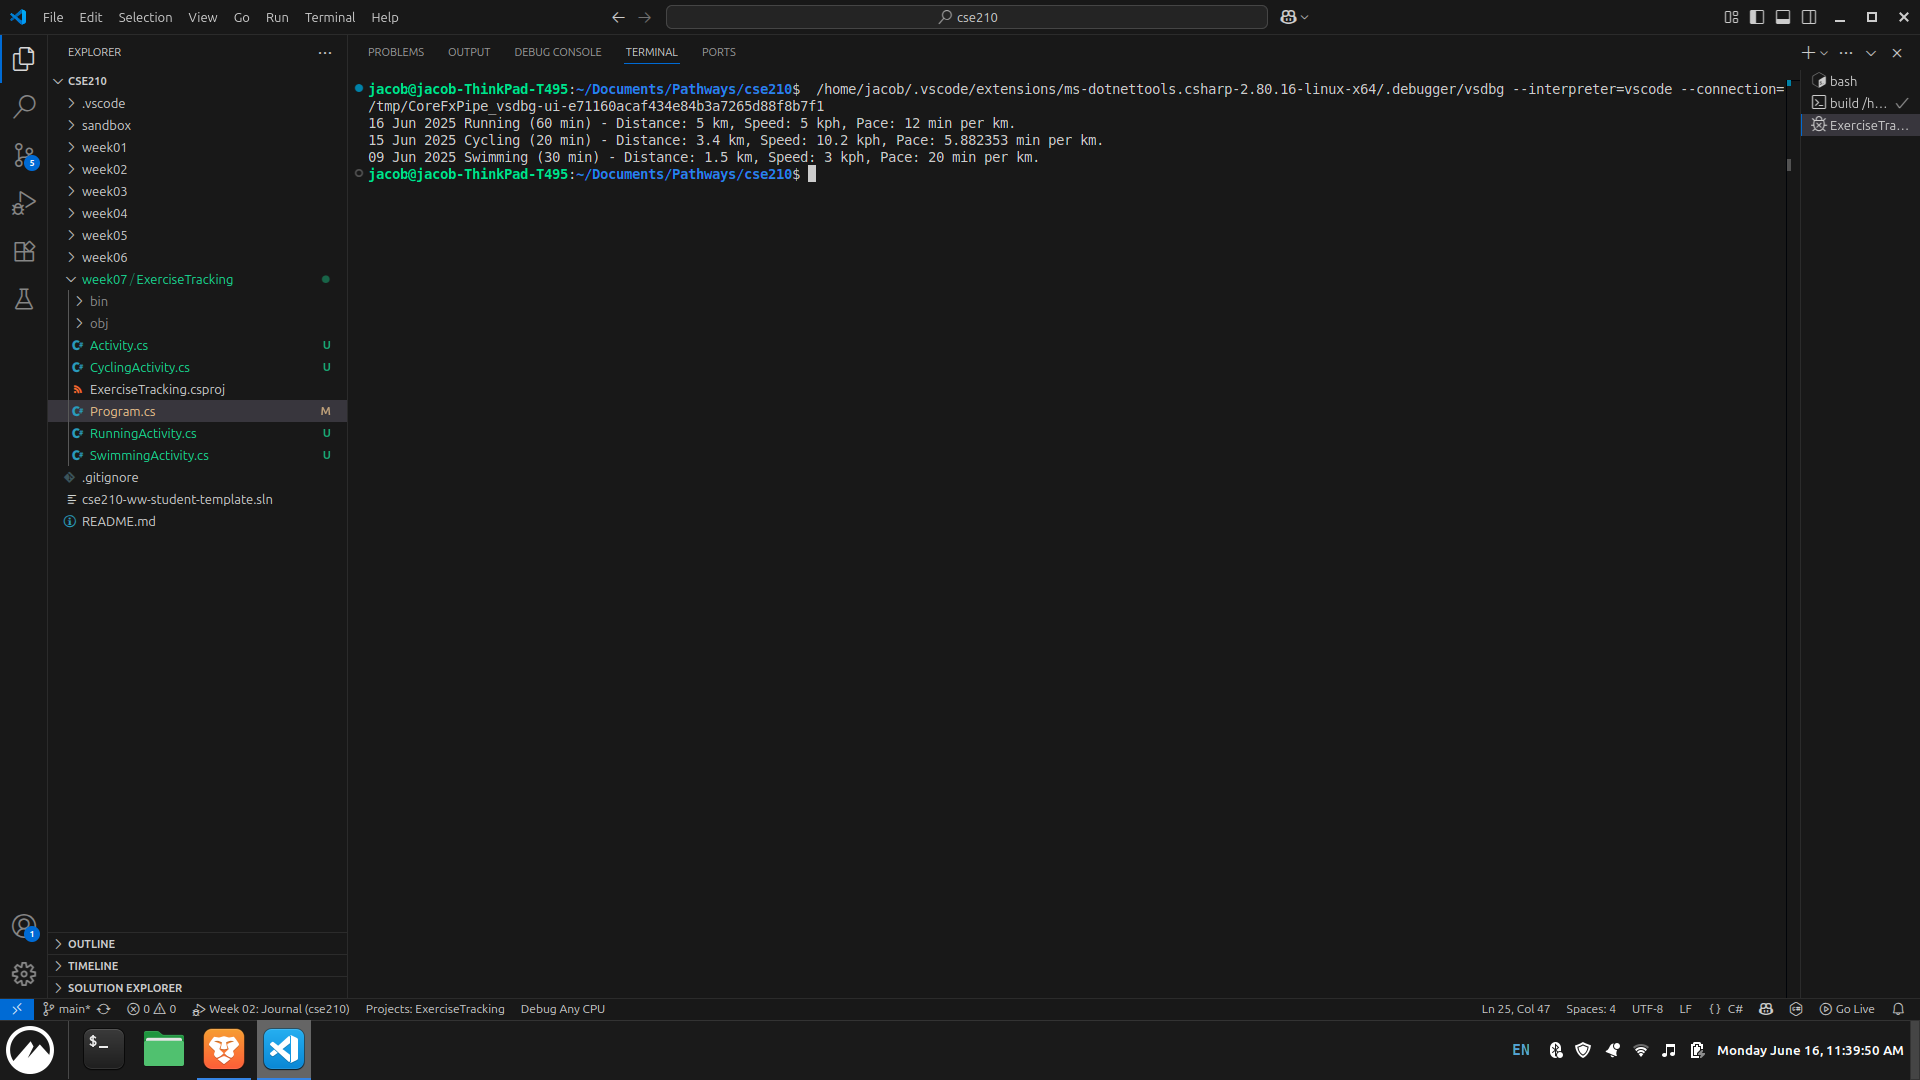 File Edit Selection View Go Run Terminal Help
cse210
EXPLORER
CSE210
.vscode
sandbox
week01
week02
week03
week04
week05
week06
week07 / ExerciseTracking
bin
obj
Activity.cs U
CyclingActivity.cs U
ExerciseTracking.csproj
Program.cs M
RunningActivity.cs U
SwimmingActivity.cs U
.gitignore
cse210-ww-student-template.sln
README.md
OUTLINE
TIMELINE
SOLUTION EXPLORER
5
1
PROBLEMS OUTPUT DEBUG CONSOLE TERMINAL PORTS
jacob@jacob-ThinkPad-T495:~/Documents/Pathways/cse210$ /home/jacob/.vscode/extensions/ms-dotnettools.csharp-2.80.16-linux-x64/.debugger/vsdbg --interpreter=vscode --connection=
/tmp/CoreFxPipe_vsdbg-ui-e71160acaf434e84b3a7265d88f8b7f1
16 Jun 2025 Running (60 min) - Distance: 5 km, Speed: 5 kph, Pace: 12 min per km.
15 Jun 2025 Cycling (20 min) - Distance: 3.4 km, Speed: 10.2 kph, Pace: 5.882353 min per km.
09 Jun 2025 Swimming (30 min) - Distance: 1.5 km, Speed: 3 kph, Pace: 20 min per km.
jacob@jacob-ThinkPad-T495:~/Documents/Pathways/cse210$
bash
build /h...
ExerciseTra...
main* 0 0 Week 02: Journal (cse210) Projects: ExerciseTracking Debug Any CPU
Ln 25, Col 47 Spaces: 4 UTF-8 LF {} C# Go Live
$_
EN Monday June 16, 11:39:50 AM